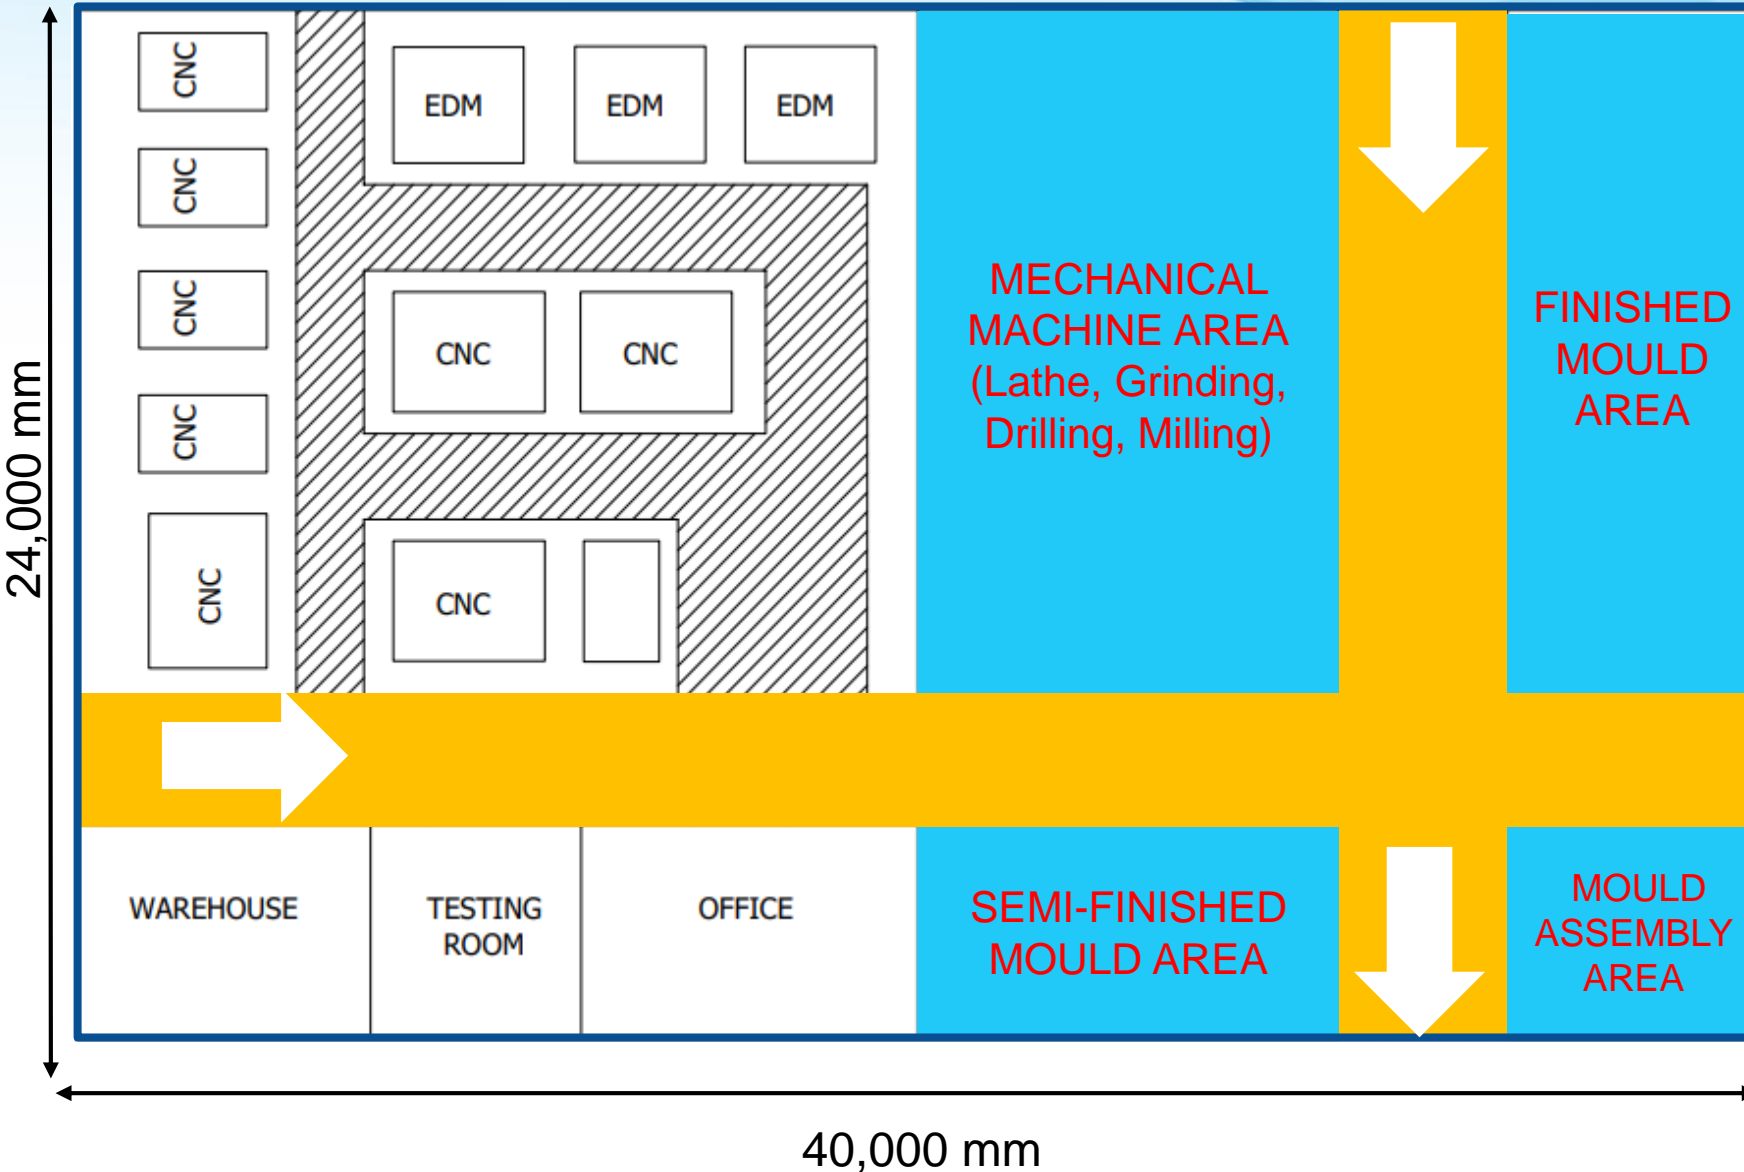 CNC
EDM
EDM
EDM
CNC
CNC
CNC
CNC
CNC
CNC
CNC
CNC
MECHANICAL
MACHINE AREA
(Lathe, Grinding,
Drilling, Milling)
FINISHED
MOULD
AREA
24,000 mm
WAREHOUSE
TESTING
ROOM
OFFICE
SEMI-FINISHED
MOULD AREA
MOULD
ASSEMBLY
AREA
40,000 mm